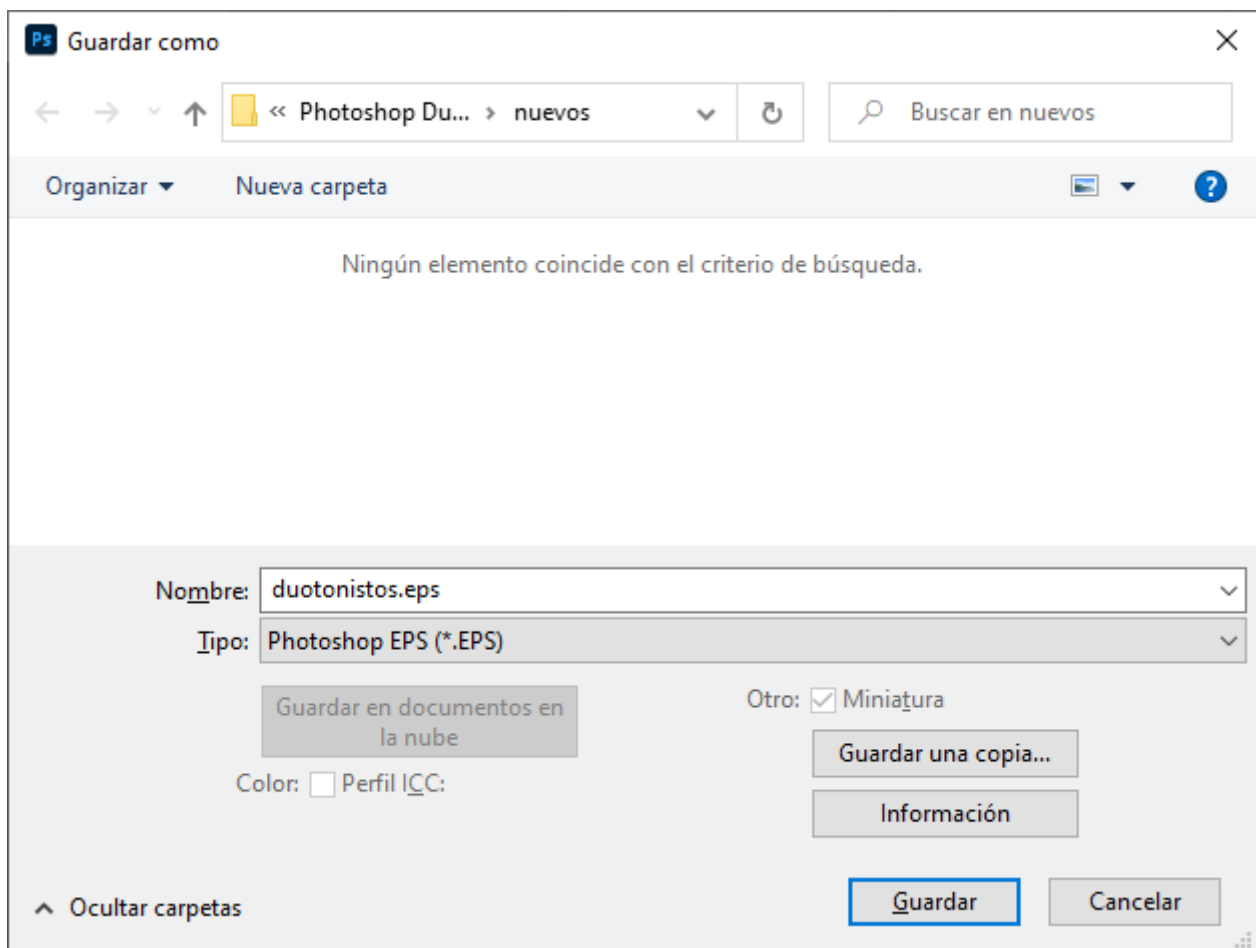 Ps Guardar como
« Photoshop Du... > nuevos
Buscar en nuevos
Organizar
Nueva carpeta
?
Ningún elemento coincide con el criterio de búsqueda.
Nombre: duotonistos.eps
Tipo: Photoshop EPS (*.EPS)
Guardar en documentos en
la nube
Otro: Miniatura
Guardar una copia...
Color: Perfil ICC:
Información
Ocultar carpetas
Guardar
Cancelar